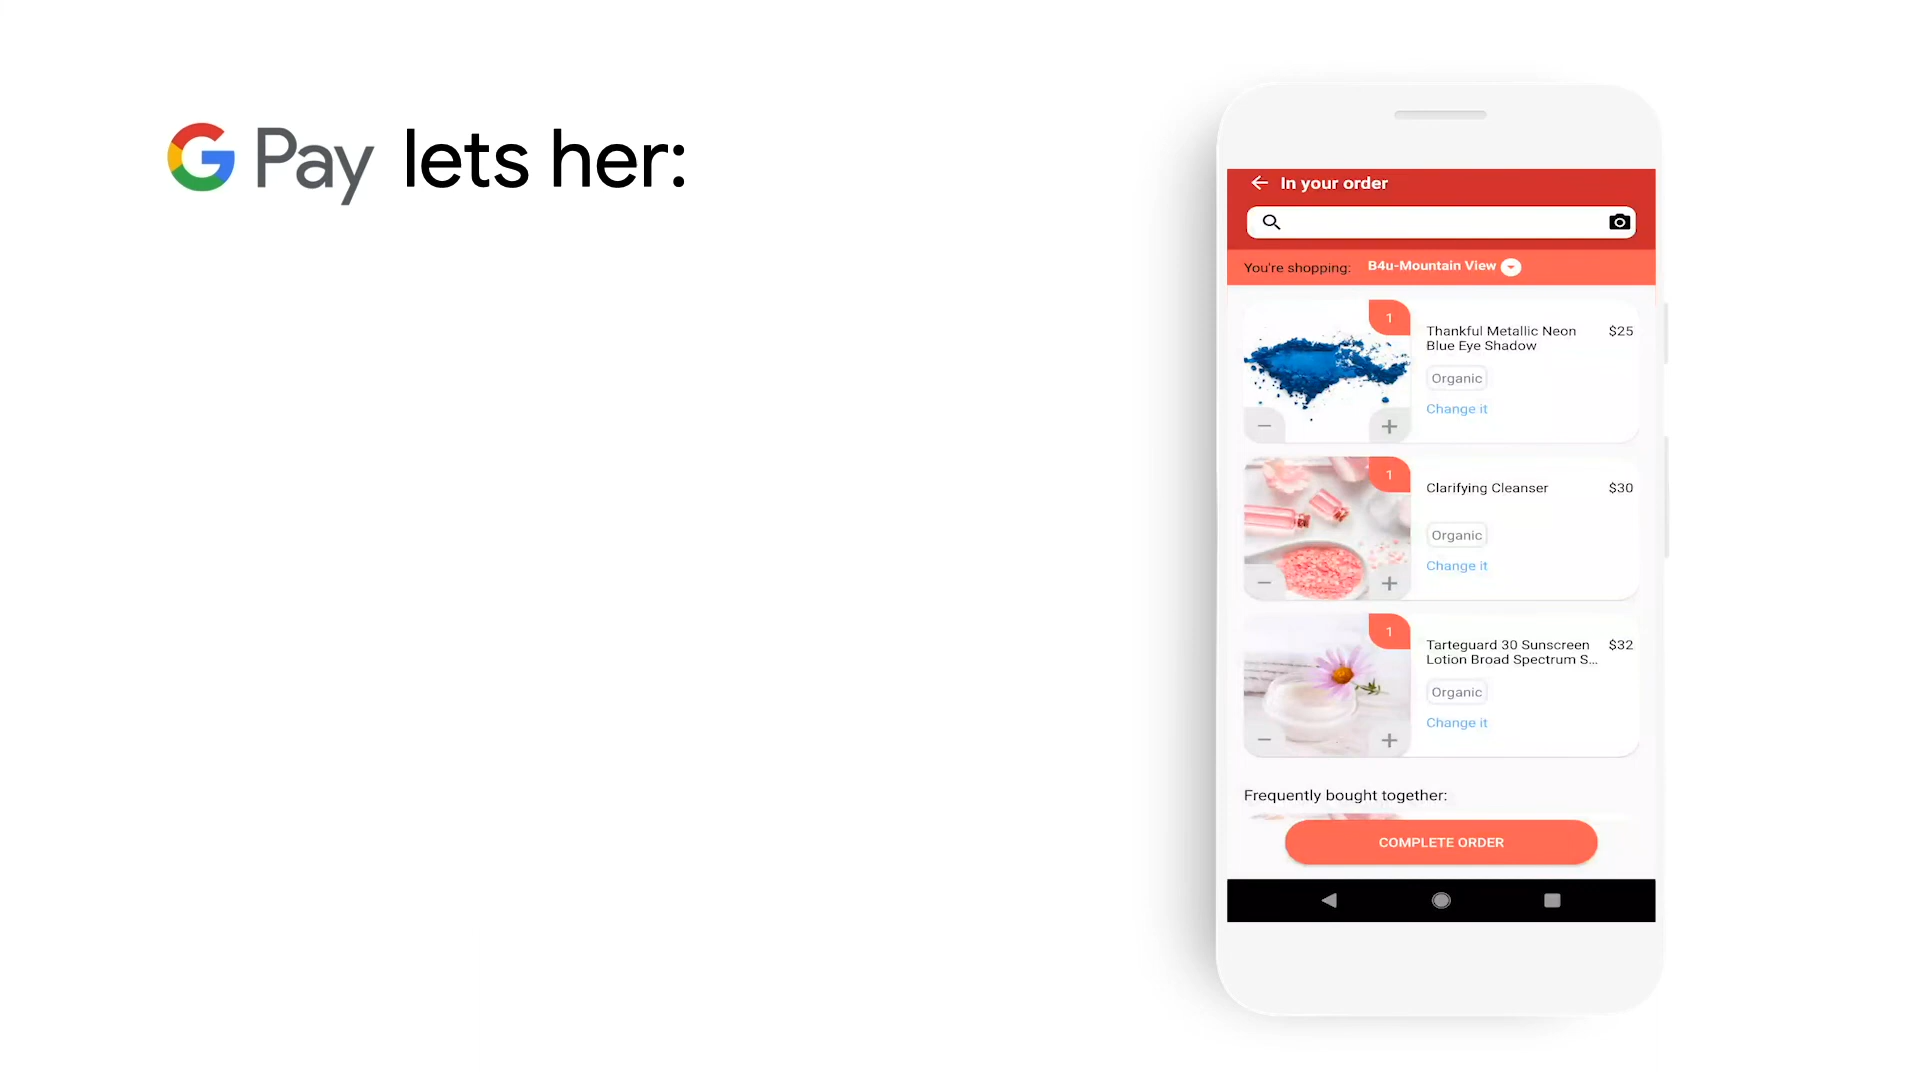 G Pay lets her:
In your order
You're shopping: B4u-Mountain View
1
Thankful Metallic Neon $25
Blue Eye Shadow
Organic
Change it
1
Clarifying Cleanser $30
Organic
Change it
1
Tarteguard 30 Sunscreen $32
Lotion Broad Spectrum S...
Organic
Change it
Frequently bought together:
COMPLETE ORDER